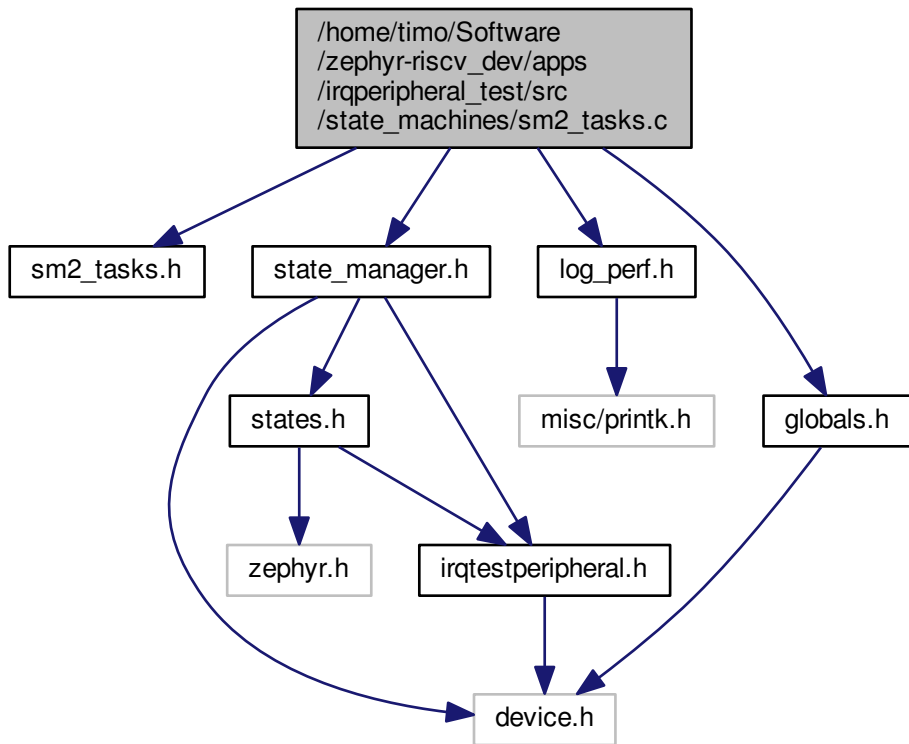 /home/timo/Software
/zephyr-riscv_dev/apps
/irqperipheral_test/src
/state_machines/sm2_tasks.c
sm2_tasks.h
state_manager.h
log_perf.h
states.h
misc/printk.h
globals.h
zephyr.h
irqtestperipheral.h
device.h